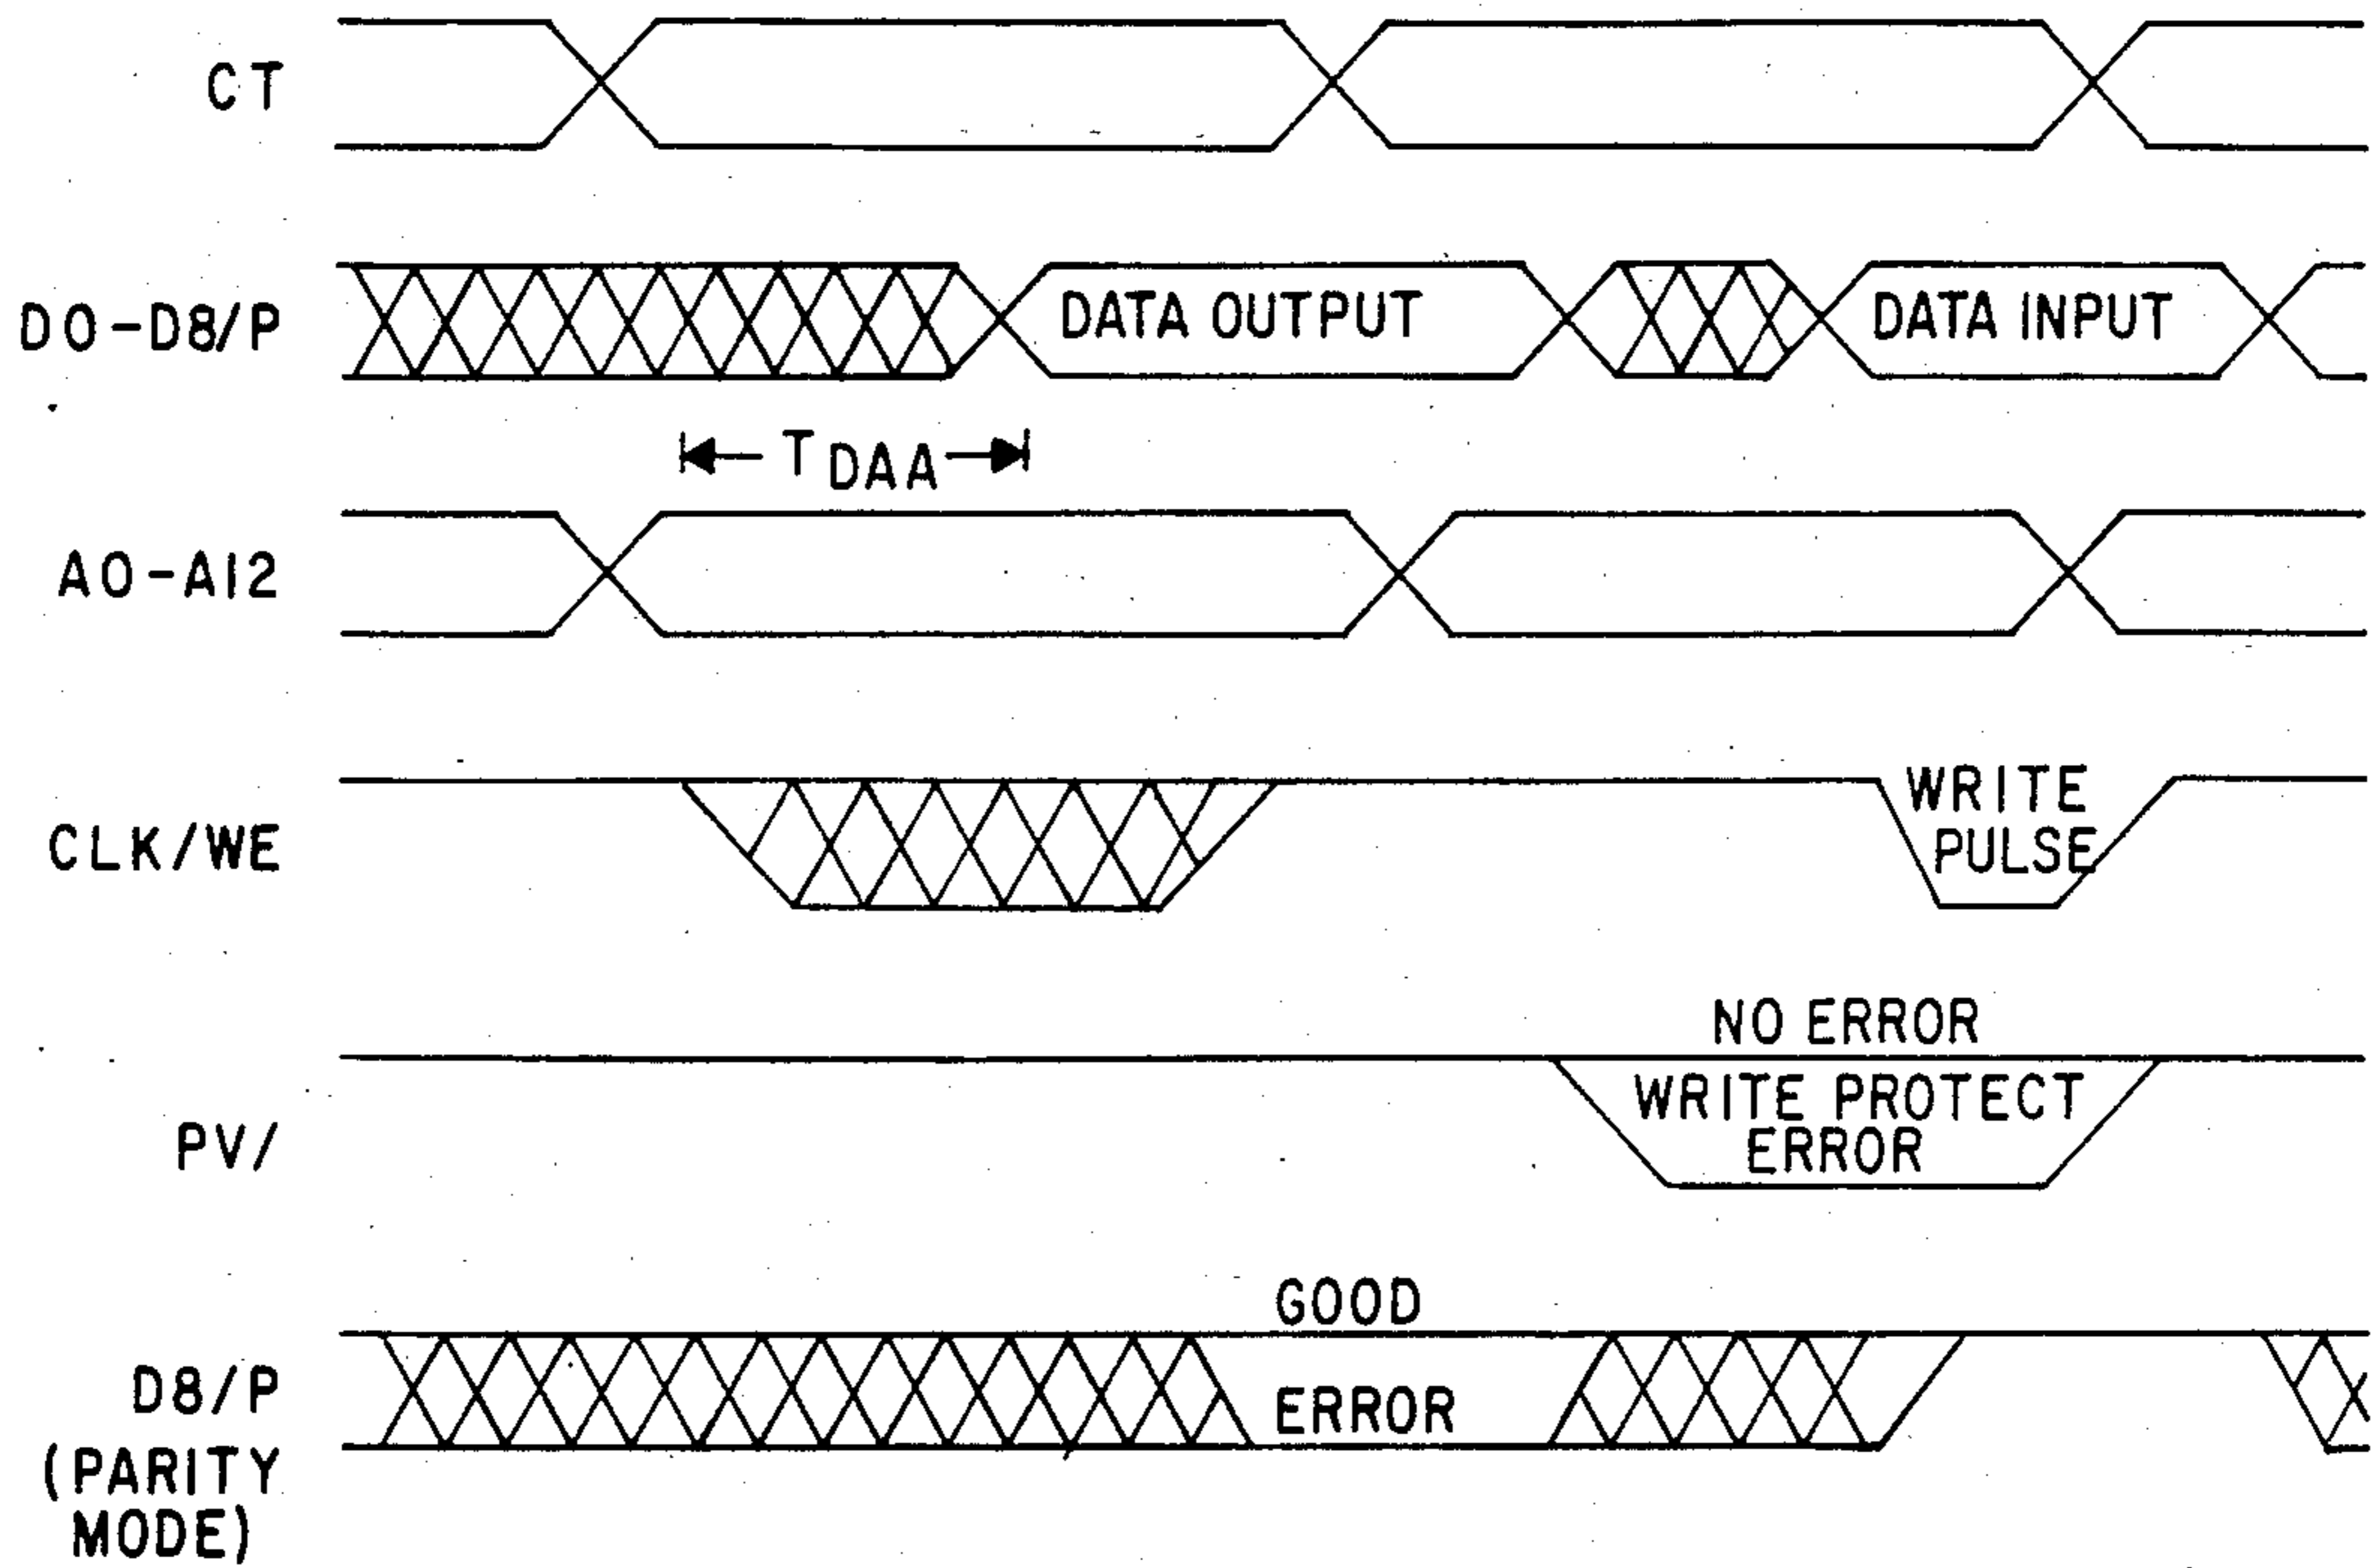 CT
D0-D8/P
DATA OUTPUT
DATA INPUT
TDAA
A0-A12
CLK/WE
WRITE
PULSE
NO ERROR
PV/
WRITE PROTECT
ERROR
GOOD
D8/P
ERROR
(PARITY
MODE)